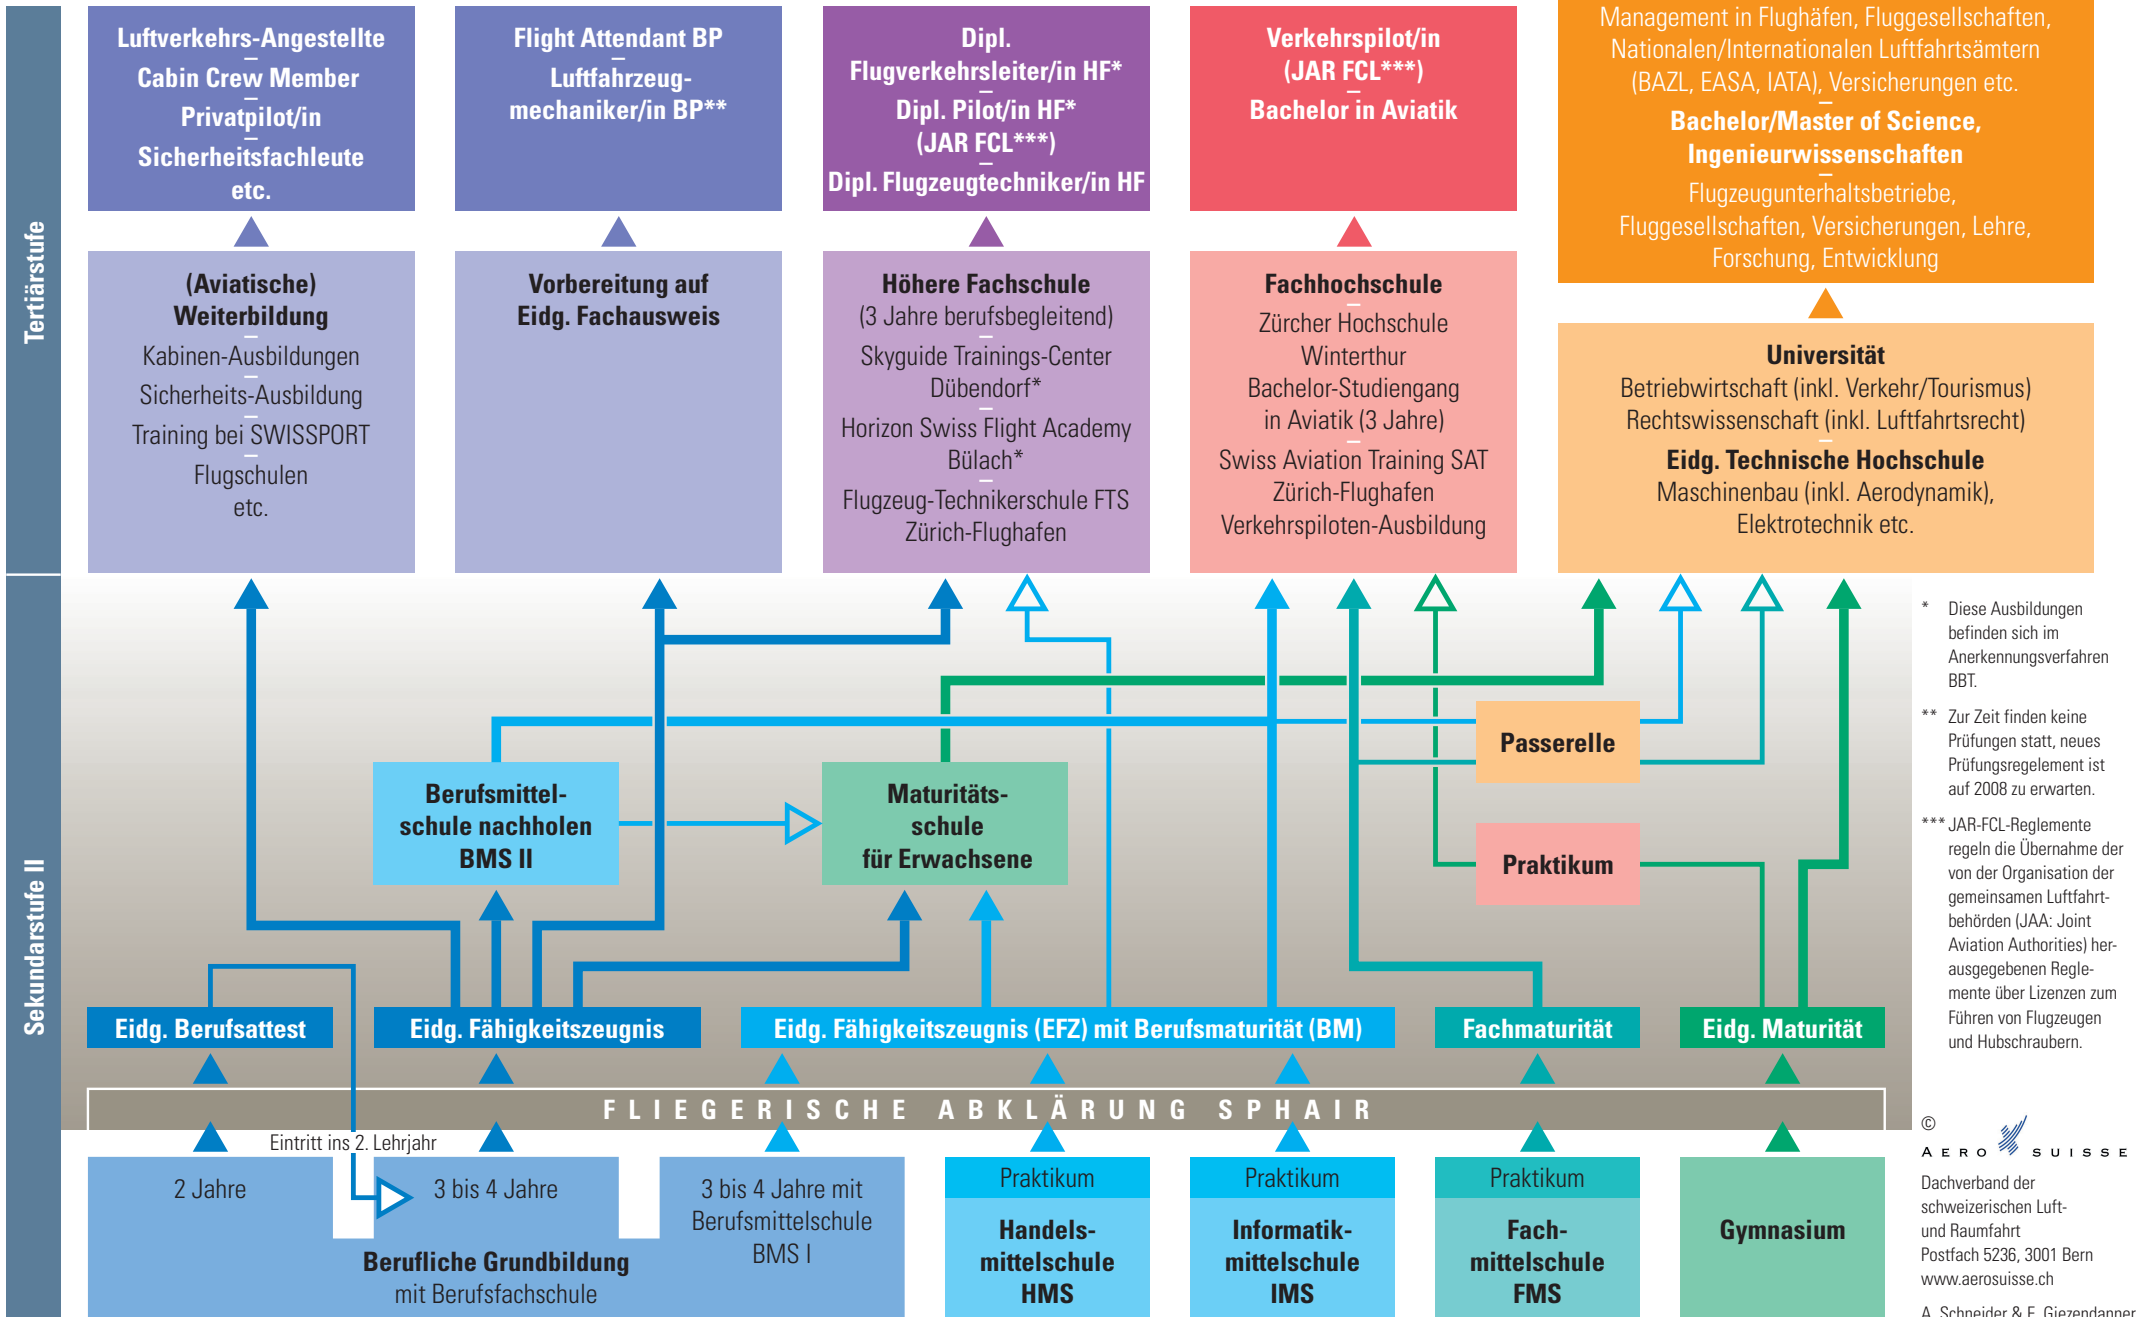 Tertiärstufe
Luftverkehrs-Angestellte
–
Cabin Crew Member
–
Privatpilot/in
–
Sicherheitsfachleute
etc.
Flight Attendant BP
–
Luftfahrzeug-
mechaniker/in BP**
Dipl.
Flugverkehrsleiter/in HF*
–
Dipl. Pilot/in HF*
(JAR FCL***)
–
Dipl. Flugzeugtechniker/in HF
Verkehrspilot/in
(JAR FCL***)
–
Bachelor in Aviatik
Management in Flughäfen, Fluggesellschaften,
Nationalen/Internationalen Luftfahrtsämtern
(BAZL, EASA, IATA), Versicherungen etc.
–
Bachelor/Master of Science,
Ingenieurwissenschaften
–
Flugzeugunterhaltsbetriebe,
Fluggesellschaften, Versicherungen, Lehre,
Forschung, Entwicklung
(Aviatische)
Weiterbildung
–
Kabinen-Ausbildungen
–
Sicherheits-Ausbildung
–
Training bei SWISSPORT
–
Flugschulen
etc.
Vorbereitung auf
Eidg. Fachausweis
Höhere Fachschule
(3 Jahre berufsbegleitend)
–
Skyguide Trainings-Center
Dübendorf*
–
Horizon Swiss Flight Academy
Bülach*
–
Flugzeug-Technikerschule FTS
Zürich-Flughafen
Fachhochschule
–
Zürcher Hochschule
Winterthur
Bachelor-Studiengang
in Aviatik (3 Jahre)
–
Swiss Aviation Training SAT
Zürich-Flughafen
Verkehrspiloten-Ausbildung
Universität
Betriebwirtschaft (inkl. Verkehr/Tourismus)
Rechtswissenschaft (inkl. Luftfahrtsrecht)
–
Eidg. Technische Hochschule
Maschinenbau (inkl. Aerodynamik),
Elektrotechnik etc.
Sekundarstufe II
Passerelle
Berufsmittel-
schule nachholen
BMS II
Maturitäts-
schule
für Erwachsene
Praktikum
Eidg. Berufsattest
Eidg. Fähigkeitszeugnis
Eidg. Fähigkeitszeugnis (EFZ) mit Berufsmaturität (BM)
Fachmaturität
Eidg. Maturität
FLIEGERISCHE ABKLÄRUNG SPHAIR
Eintritt ins 2. Lehrjahr
2 Jahre
3 bis 4 Jahre
3 bis 4 Jahre mit
Berufsmittelschule
BMS I
Berufliche Grundbildung
mit Berufsfachschule
Praktikum
Handels-
mittelschule
HMS
Praktikum
Informatik-
mittelschule
IMS
Praktikum
Fach-
mittelschule
FMS
Gymnasium
* Diese Ausbildungen
befinden sich im
Anerkennungsverfahren
BBT.
** Zur Zeit finden keine
Prüfungen statt, neues
Prüfungsregelement ist
auf 2008 zu erwarten.
*** JAR-FCL-Reglemente
regeln die Übernahme der
von der Organisation der
gemeinsamen Luftfahrt-
behörden (JAA: Joint
Aviation Authorities) her-
ausgegebenen Regle-
mente über Lizenzen zum
Führen von Flugzeugen
und Hubschraubern.
©
AEROSUISSE
Dachverband der
schweizerischen Luft-
und Raumfahrt
Postfach 5236, 3001 Bern
www.aerosuisse.ch
A. Schneider & F. Giezendanner